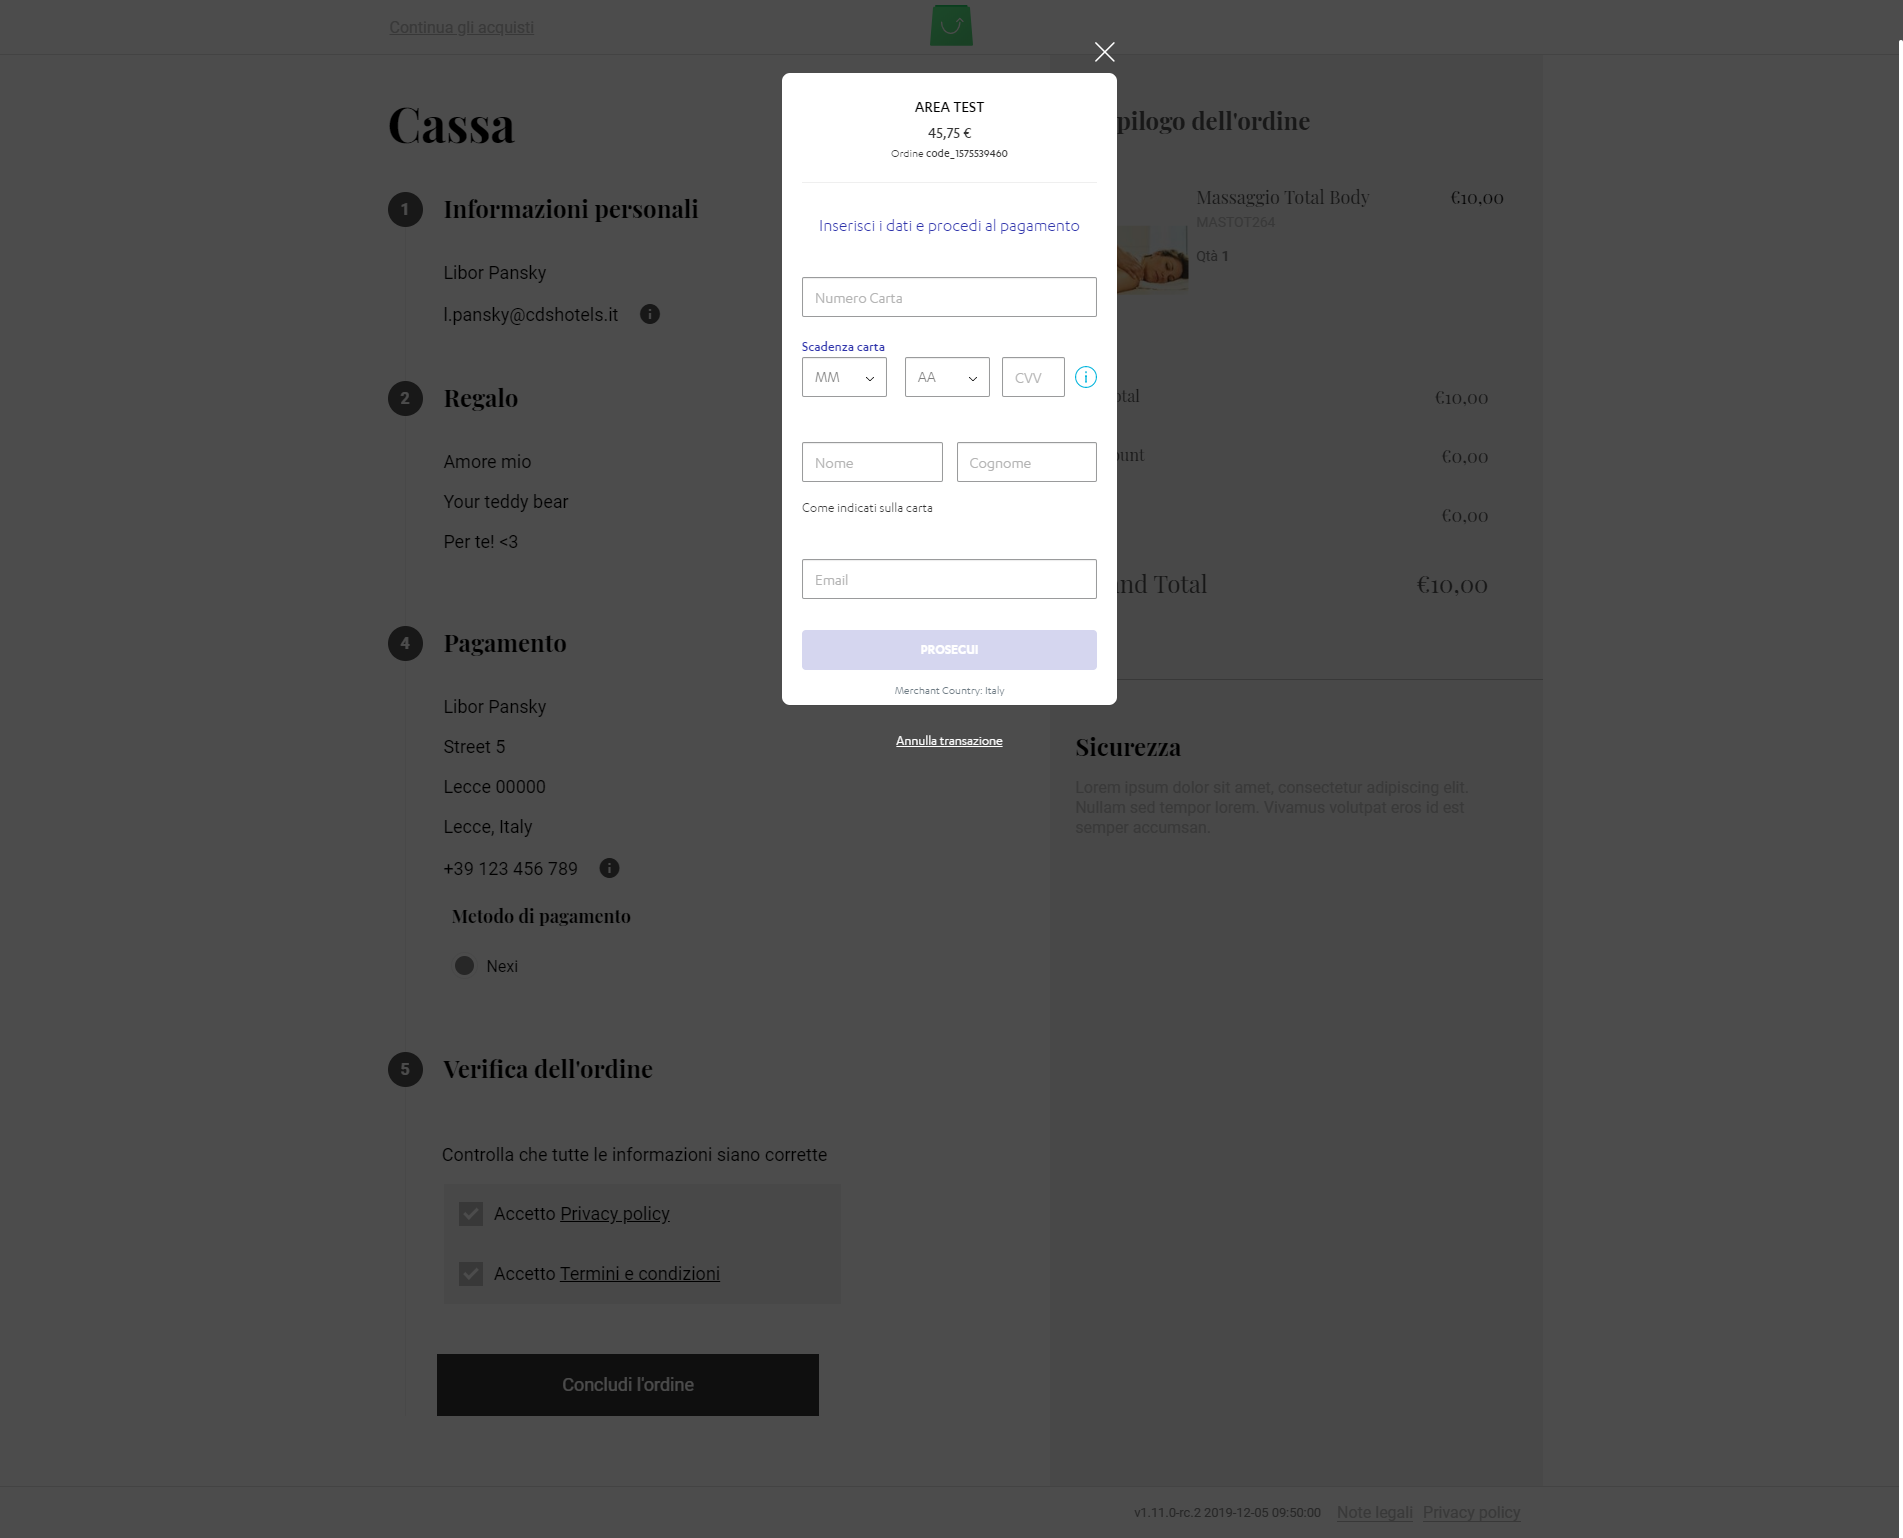 Continua gli acquisti
Cassa
1 Informazioni personali
Libor Pansky
l.pansky@cdshotels.it
2 Regalo
Amore mio
Your teddy bear
Per te! <3
4 Pagamento
Libor Pansky
Street 5
Lecce 00000
Lecce, Italy
+39 123 456 789
Metodo di pagamento
Nexi
5 Verifica dell'ordine
Controlla che tutte le informazioni siano corrette
Accetto Privacy policy
Accetto Termini e condizioni
Concludi l'ordine
AREA TEST
45,75 €
Ordine code_1575539460
Inserisci i dati e procedi al pagamento
Numero Carta
Scadenza carta
MM AA CVV
Nome Cognome
Come indicati sulla carta
Email
PROSEGUI
Merchant Country: Italy
Annulla transazione
pilogo dell'ordine
Massaggio Total Body €10,00
MASTOT264
Qtà 1
otal €10,00
ount €0,00
€0,00
nd Total €10,00
Sicurezza
Lorem ipsum dolor sit amet, consectetur adipiscing elit.
Nullam sed tempor lorem. Vivamus volutpat eros id est
semper accumsan.
v1.11.0-rc.2 2019-12-05 09:50:00 Note legali Privacy policy